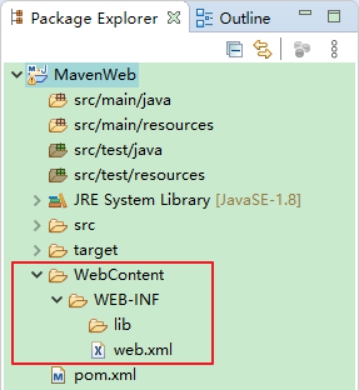 Package Explorer Outline
MavenWeb
src/main/java
src/main/resources
src/test/java
src/test/resources
JRE System Library [JavaSE-1.8]
src
target
WebContent
WEB-INF
lib
web.xml
pom.xml